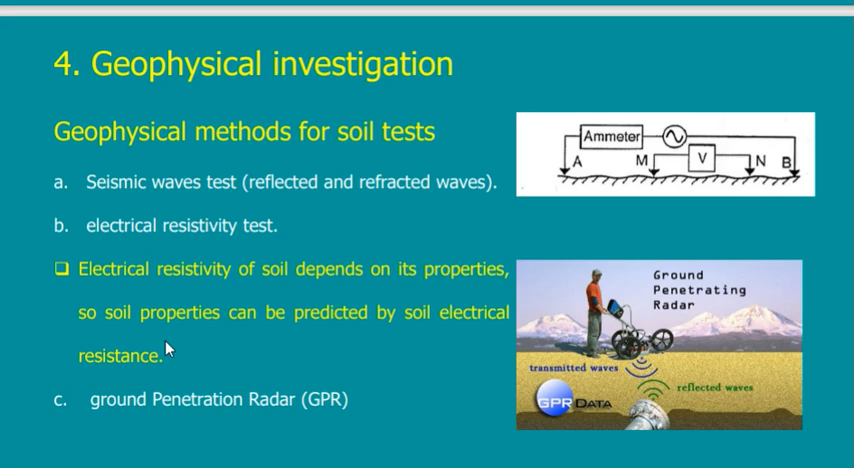 4. Geophysical investigation
Geophysical methods for soil tests
a. Seismic waves test (reflected and refracted waves).
b. electrical resistivity test.
❑ Electrical resistivity of soil depends on its properties,
so soil properties can be predicted by soil electrical
resistance.
c. ground Penetration Radar (GPR)
Ammeter
A M V N B
Ground
Penetrating
Radar
transmitted waves
reflected waves
GPR DATA